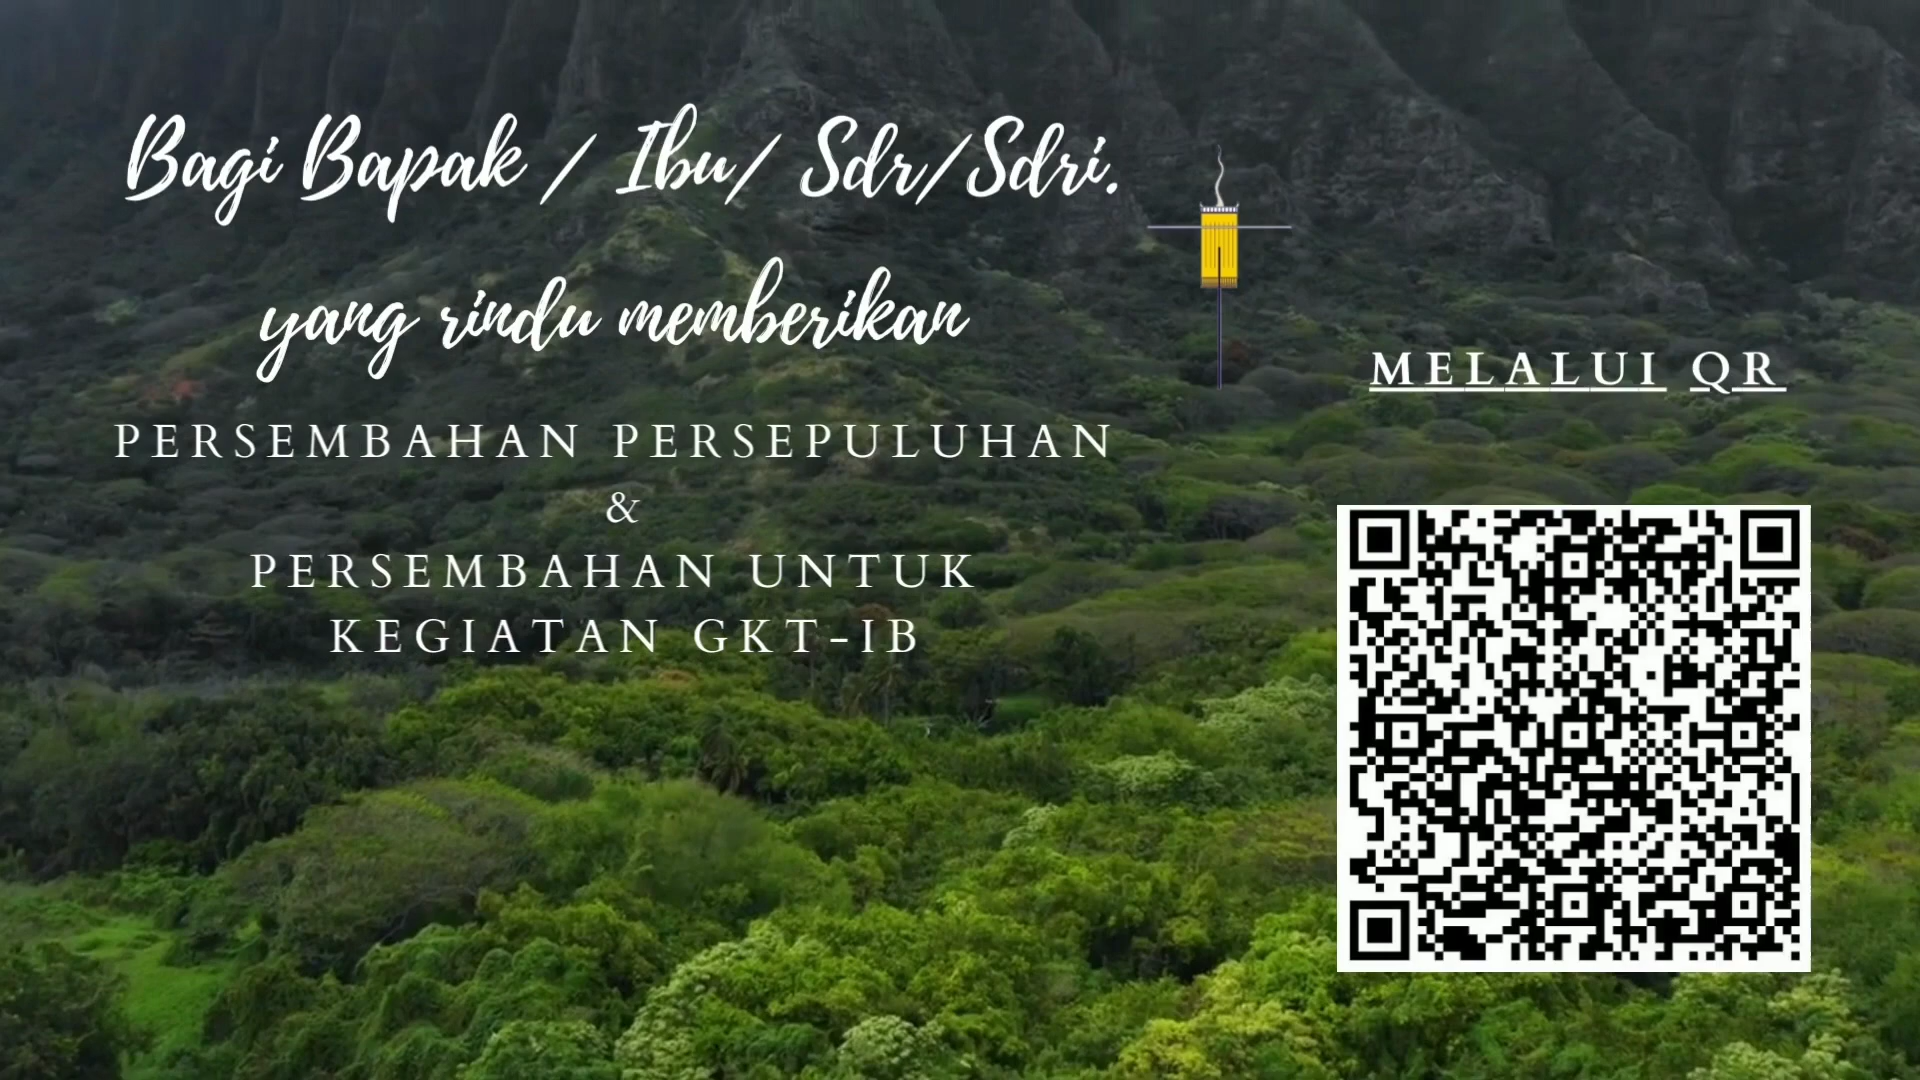 Bagi Bapak / Ibu/ Sdr/Sdri.
yang rindu memberikan
PERSEMBAHAN PERSEPULUHAN
&
PERSEMBAHAN UNTUK
KEGIATAN GKT-IB
MELALUI QR